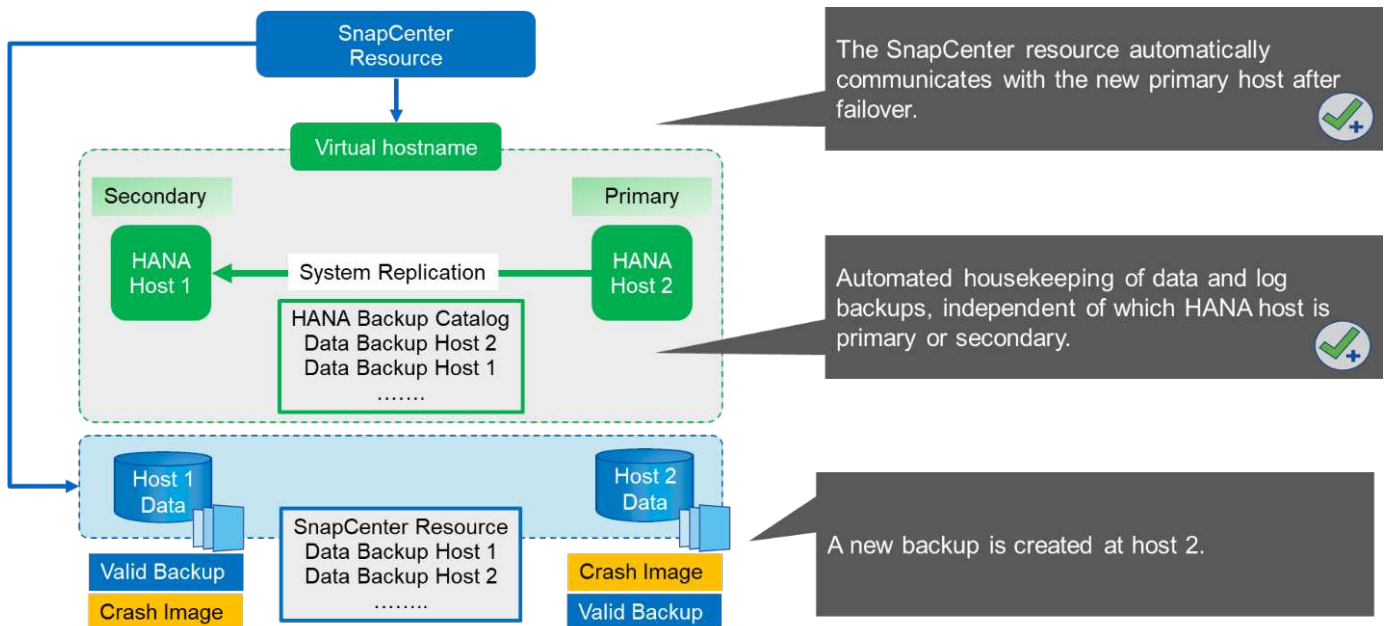 SnapCenter
Resource
Virtual hostname
Secondary
Primary
HANA
Host 1
System Replication
HANA
Host 2
HANA Backup Catalog
Data Backup Host 2
Data Backup Host 1
.......
Host 1
Data
Host 2
Data
SnapCenter Resource
Data Backup Host 1
Data Backup Host 2
........
Valid Backup
Crash Image
Crash Image
Valid Backup
The SnapCenter resource automatically
communicates with the new primary host after
failover.
Automated housekeeping of data and log
backups, independent of which HANA host is
primary or secondary.
A new backup is created at host 2.